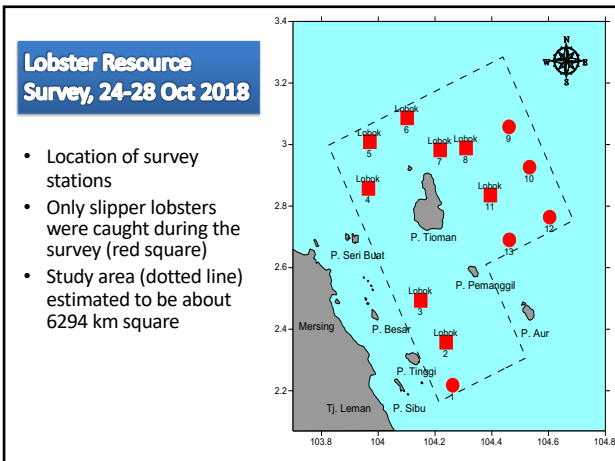 Lobster Resource
Survey, 24-28 Oct 2018
• Location of survey
stations
• Only slipper lobsters
were caught during the
survey (red square)
• Study area (dotted line)
estimated to be about
6294 km square
3.4
3.2
3.0
2.8
2.6
2.4
2.2
N
W
E
S
Lobok
6
9
Lobok
5
Lobok
7
Lobok
8
10
Lobok
4
Lobok
11
12
P. Tioman
13
P. Seri Buat
P. Pemanggil
Lobok
3
Mersing
P. Besar
P. Aur
Lobok
2
P. Tinggi
1
Tj. Leman
P. Sibu
103.8
104
104.2
104.4
104.6
104.8